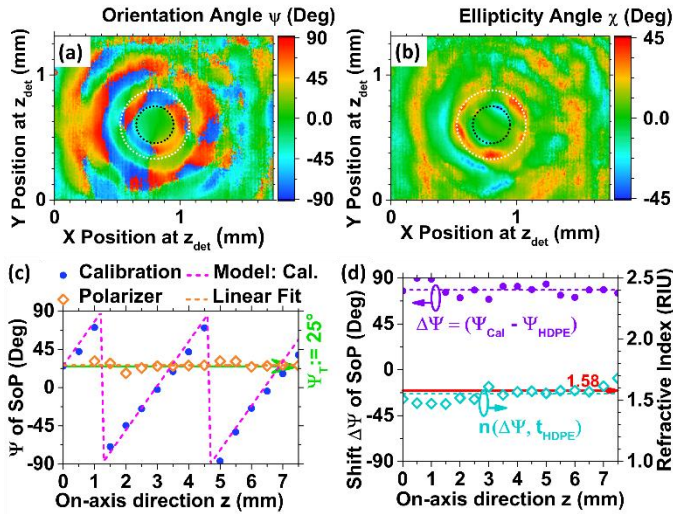 Orientation Angle ψ (Deg)
(a)
Y Position at z_det (mm)
1
0
0
1
X Position at z_det (mm)
90
45
0
-45
-90
Ellipticity Angle χ (Deg)
(b)
Y Position at z_det (mm)
1
0
0
1
X Position at z_det (mm)
45
0
-45
(c)
Calibration
Model: Cal.
Polarizer
Linear Fit
Ψ of SoP (Deg)
90
45
0
-45
-90
Ψ_T:= 25°
0 1 2 3 4 5 6 7
On-axis direction z (mm)
(d)
Shift ΔΨ of SoP (Deg)
90
45
0
-45
-90
ΔΨ = (Ψ_Cal - Ψ_HDPE)
1.58
n(ΔΨ, t_HDPE)
2.5
2.0
1.5
1.0
Refractive Index (RIU)
0 1 2 3 4 5 6 7
On-axis direction z (mm)